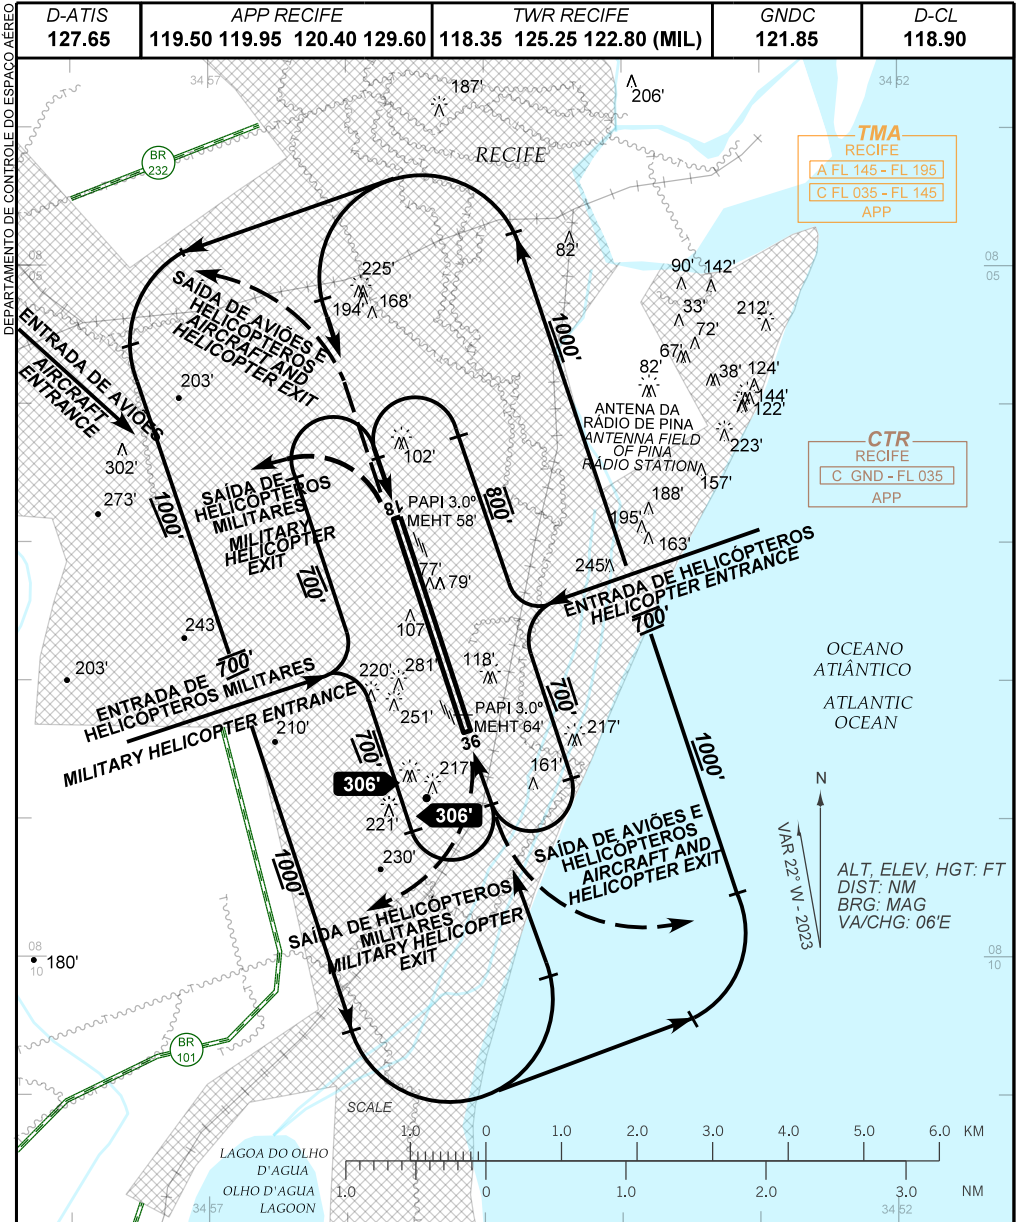 DEPARTAMENTO DE CONTROLE DO ESPAÇO AÉREO
D-ATIS
127.65
APP RECIFE
119.50 119.95 120.40 129.60
TWR RECIFE
118.35 125.25 122.80 (MIL)
GNDC
121.85
D-CL
118.90
34 57
34 52
187'
206'
BR
232
RECIFE
TMA
RECIFE
A FL 145 - FL 195
C FL 035 - FL 145
APP
82'
08
05
08
05
225'
194'
168'
90'
142'
33'
212'
72'
67'
82'
38'
124'
144'
122'
223'
SAÍDA DE AVIÕES E
HELICÓPTEROS
AIRCRAFT AND
HELICOPTER EXIT
ENTRADA DE AVIÕES
AIRCRAFT
ENTRANCE
1000'
203'
302'
273'
1000'
102'
ANTENA DA
RÁDIO DE PINA
ANTENNA FIELD
OF PINA
RÁDIO STATION
157'
CTR
RECIFE
C GND - FL 035
APP
SAÍDA DE
HELICÓPTEROS
MILITARES
MILITARY
HELICOPTER
EXIT
18
PAPI 3.0º
MEHT 58'
800'
188'
195'
163'
245'
77'
79'
700'
107
ENTRADA DE HELICÓPTEROS
HELICOPTER ENTRANCE
700'
243
203'
700'
ENTRADA DE
HELICÓPTEROS MILITARES
MILITARY HELICOPTER ENTRANCE
220'
281'
251'
118'
700'
OCEANO
ATLÂNTICO
ATLANTIC
OCEAN
PAPI 3.0º
MEHT 64'
36
217'
210'
700'
1000'
306'
217'
161'
306'
221'
230'
N
VAR 22° W - 2023
ALT, ELEV, HGT: FT
DIST: NM
BRG: MAG
VA/CHG: 06'E
SAÍDA DE AVIÕES E
HELICÓPTEROS
AIRCRAFT AND
HELICOPTER EXIT
1000'
SAÍDA DE HELICÓPTEROS
MILITARES
MILITARY HELICOPTER
EXIT
08
10
180'
08
10
BR
101
SCALE
1.0 0 1.0 2.0 3.0 4.0 5.0 6.0 KM
1.0 0 1.0 2.0 3.0 NM
LAGOA DO OLHO
D'AGUA
OLHO D'AGUA
LAGOON
34 57
34 52